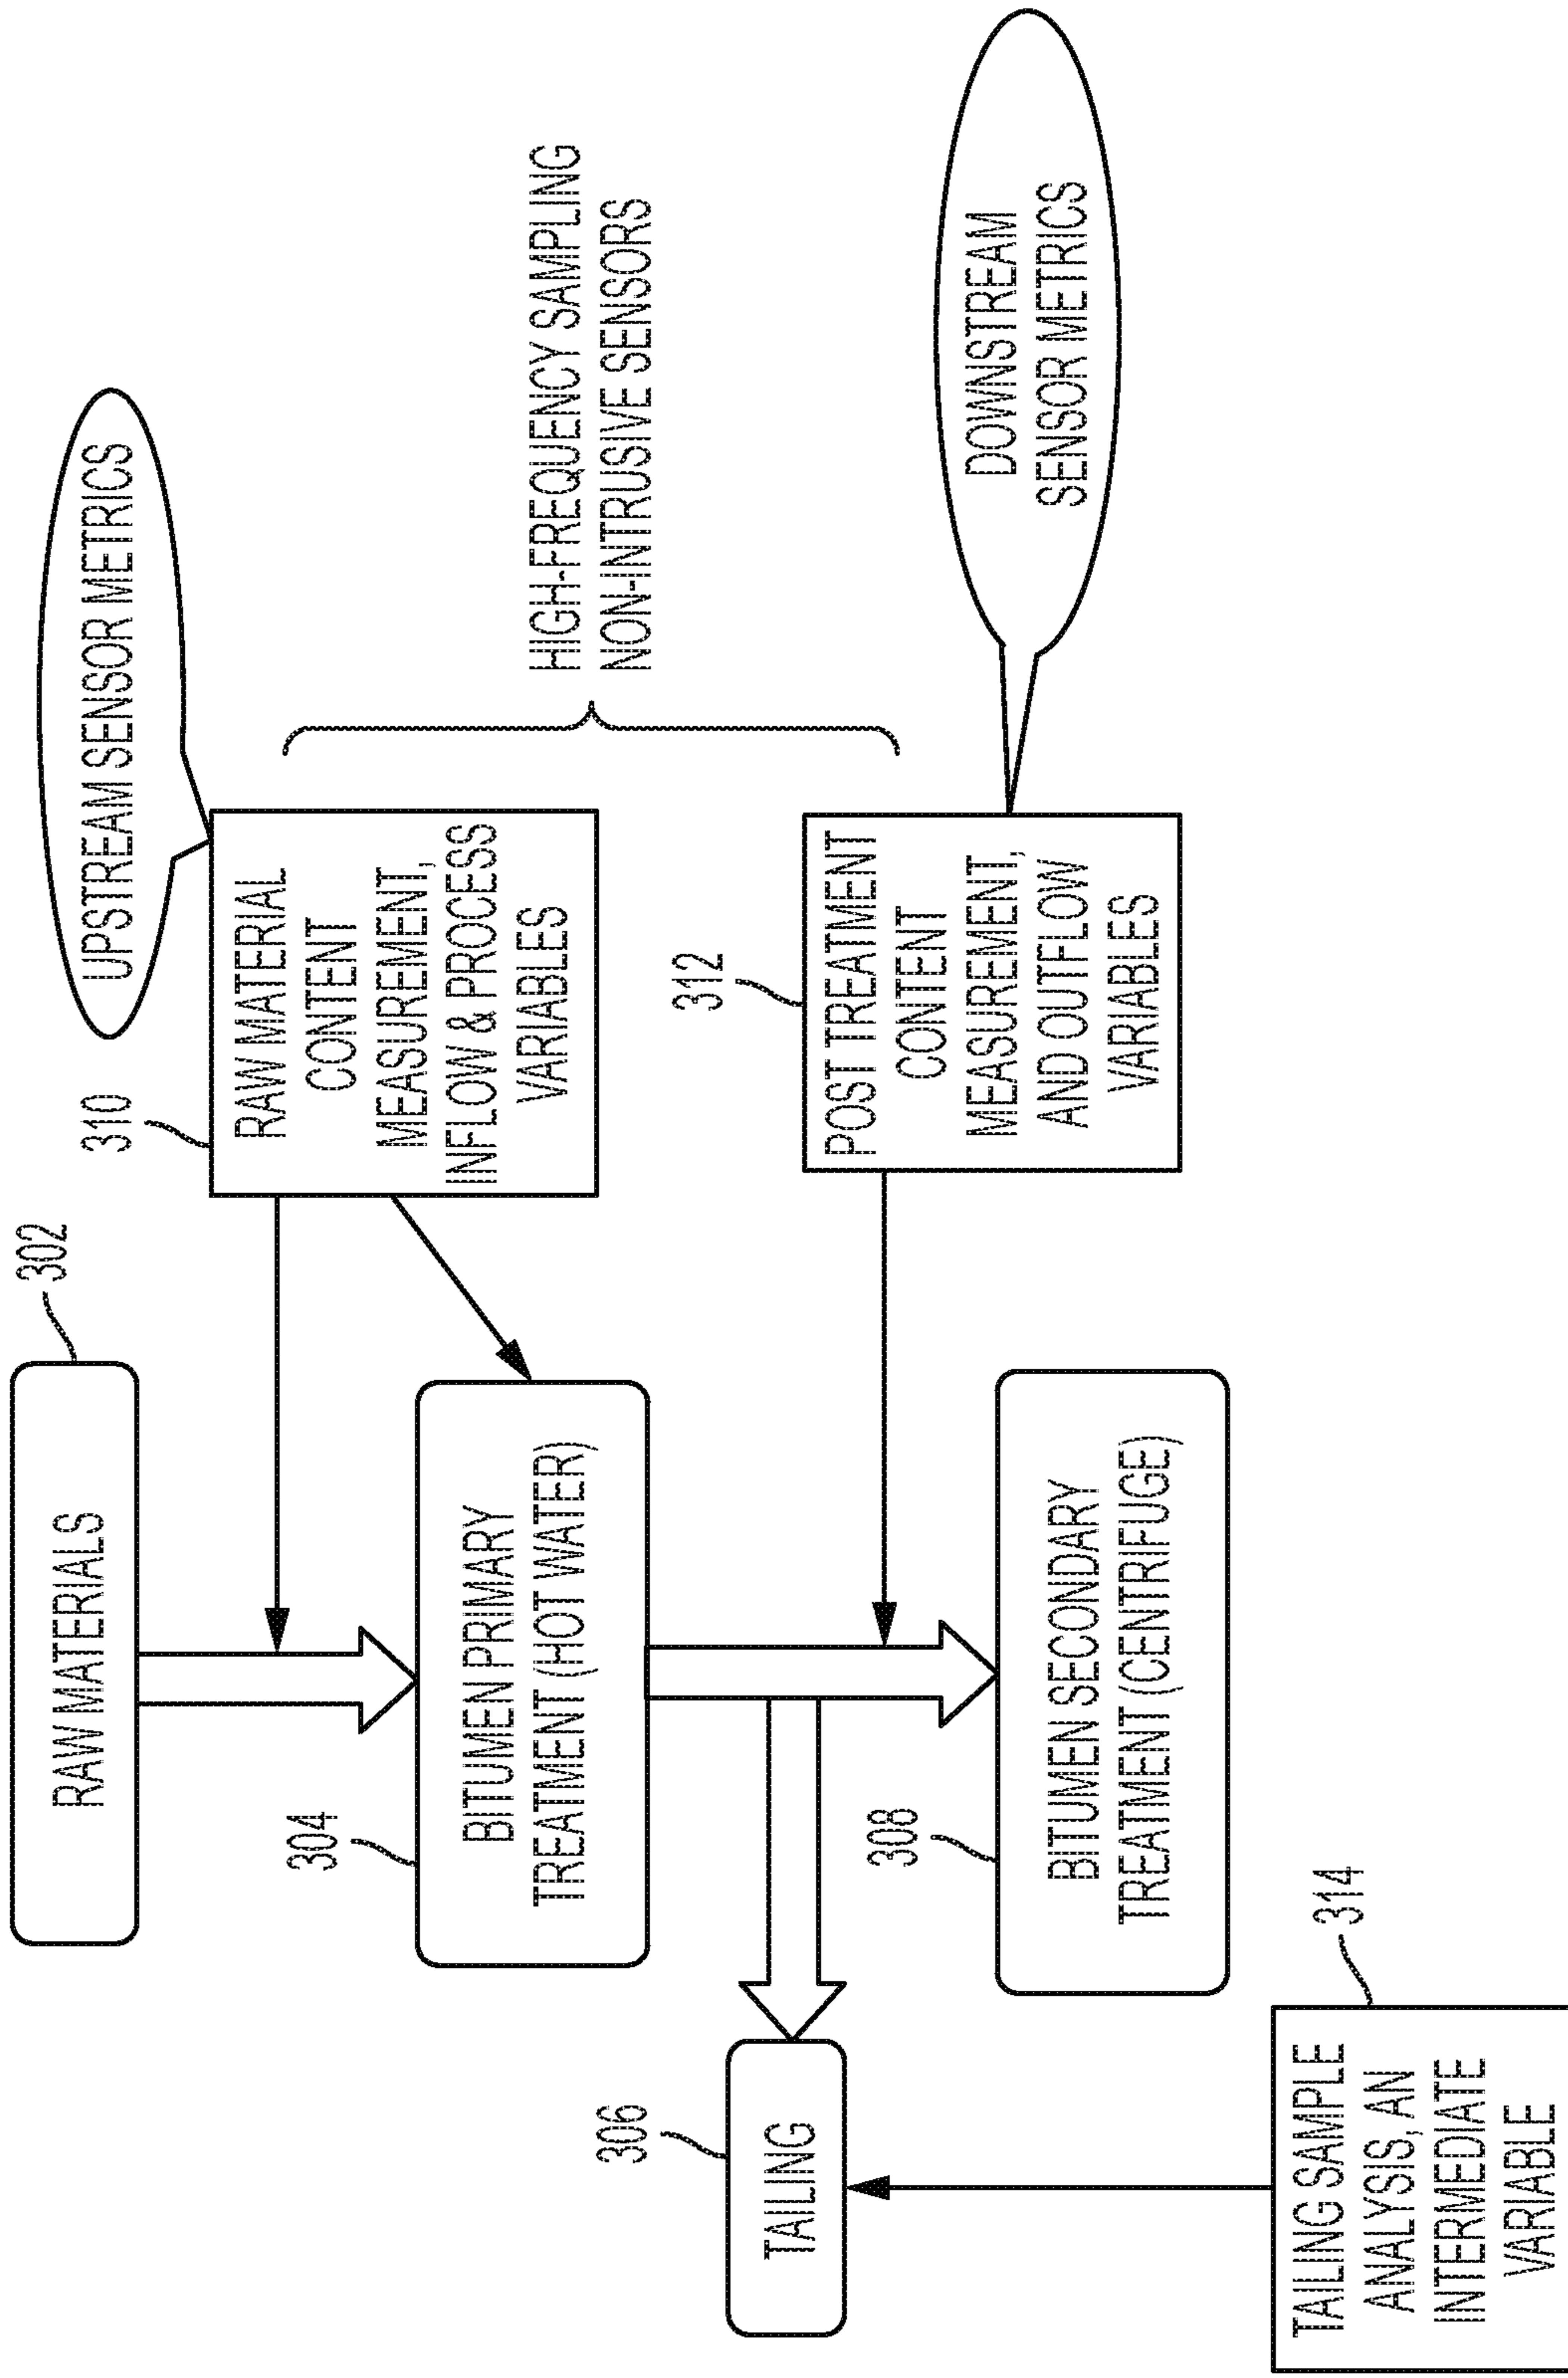 UPSTREAM SENSOR METRICS
302
RAW MATERIALS
310
RAW MATERIAL
CONTENT
MEASUREMENT,
INFLOW & PROCESS
VARIABLES
304
BITUMEN PRIMARY
TREATMENT (HOT WATER)
HIGH-FREQUENCY SAMPLING
NON-INTRUSIVE SENSORS
306
TAILING
312
POST TREATMENT
CONTENT
MEASUREMENT,
AND OUTFLOW
VARIABLES
308
BITUMEN SECONDARY
TREATMENT (CENTRIFUGE)
DOWNSTREAM
SENSOR METRICS
314
TAILING SAMPLE
ANALYSIS, AN
INTERMEDIATE
VARIABLE